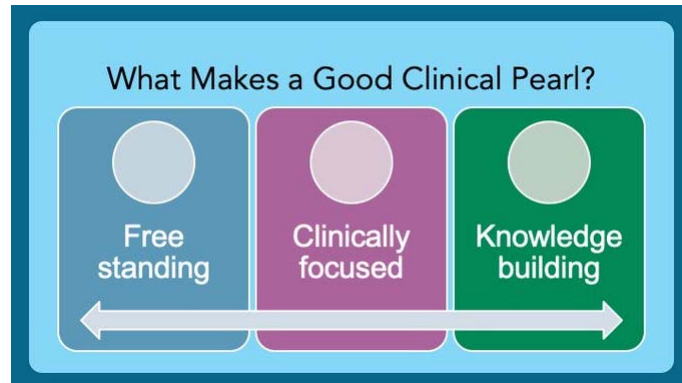 What Makes a Good Clinical Pearl?
Free
standing
Clinically
focused
Knowledge
building